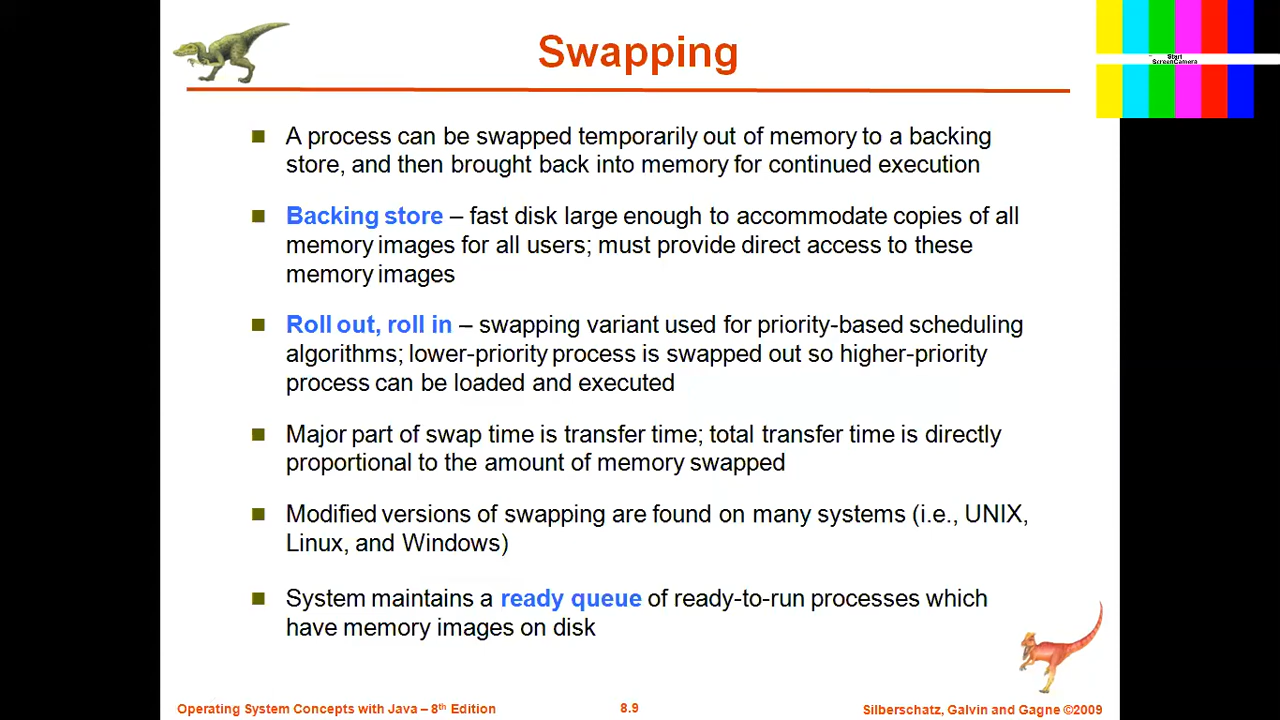 Swapping
Start
ScreenCamera
A process can be swapped temporarily out of memory to a backing
store, and then brought back into memory for continued execution
Backing store – fast disk large enough to accommodate copies of all
memory images for all users; must provide direct access to these
memory images
Roll out, roll in – swapping variant used for priority-based scheduling
algorithms; lower-priority process is swapped out so higher-priority
process can be loaded and executed
Major part of swap time is transfer time; total transfer time is directly
proportional to the amount of memory swapped
Modified versions of swapping are found on many systems (i.e., UNIX,
Linux, and Windows)
System maintains a ready queue of ready-to-run processes which
have memory images on disk
Operating System Concepts with Java – 8th Edition
8.9
Silberschatz, Galvin and Gagne ©2009